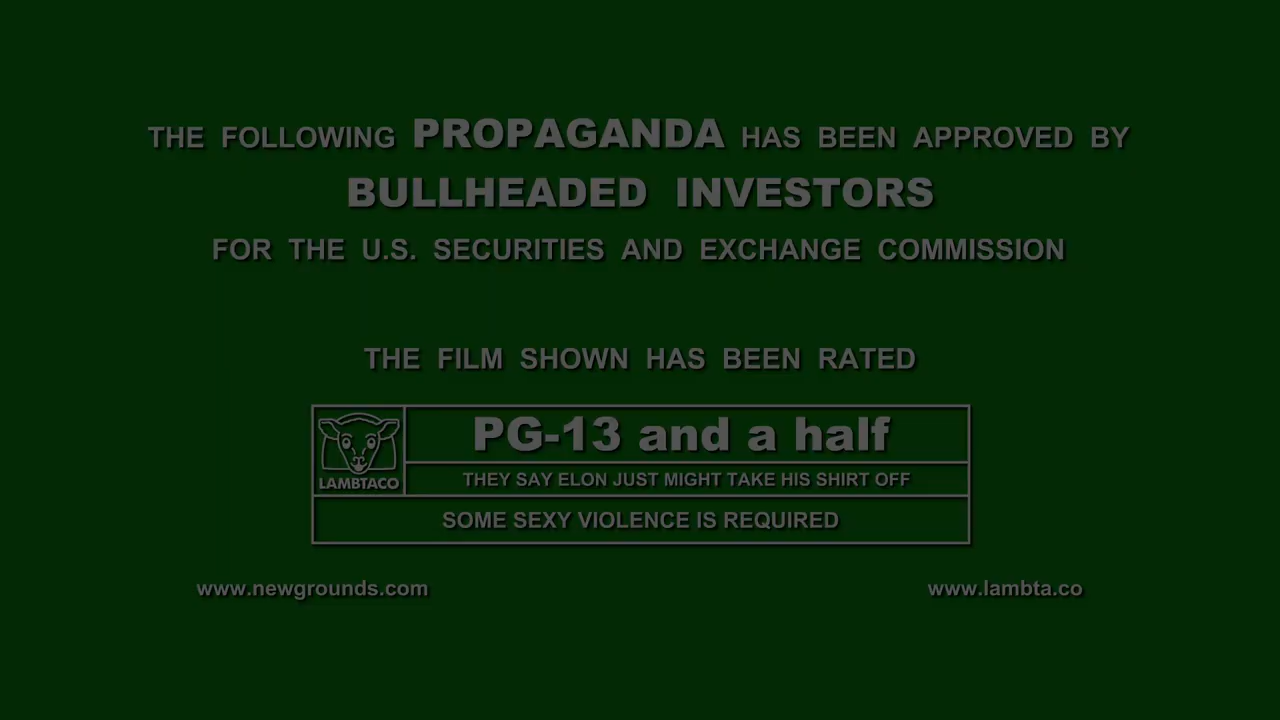 THE FOLLOWING PROPAGANDA HAS BEEN APPROVED BY
BULLHEADED INVESTORS
FOR THE U.S. SECURITIES AND EXCHANGE COMMISSION
THE FILM SHOWN HAS BEEN RATED
PG-13 and a half
LAMBTACO
THEY SAY ELON JUST MIGHT TAKE HIS SHIRT OFF
SOME SEXY VIOLENCE IS REQUIRED
www.newgrounds.com
www.lambta.co